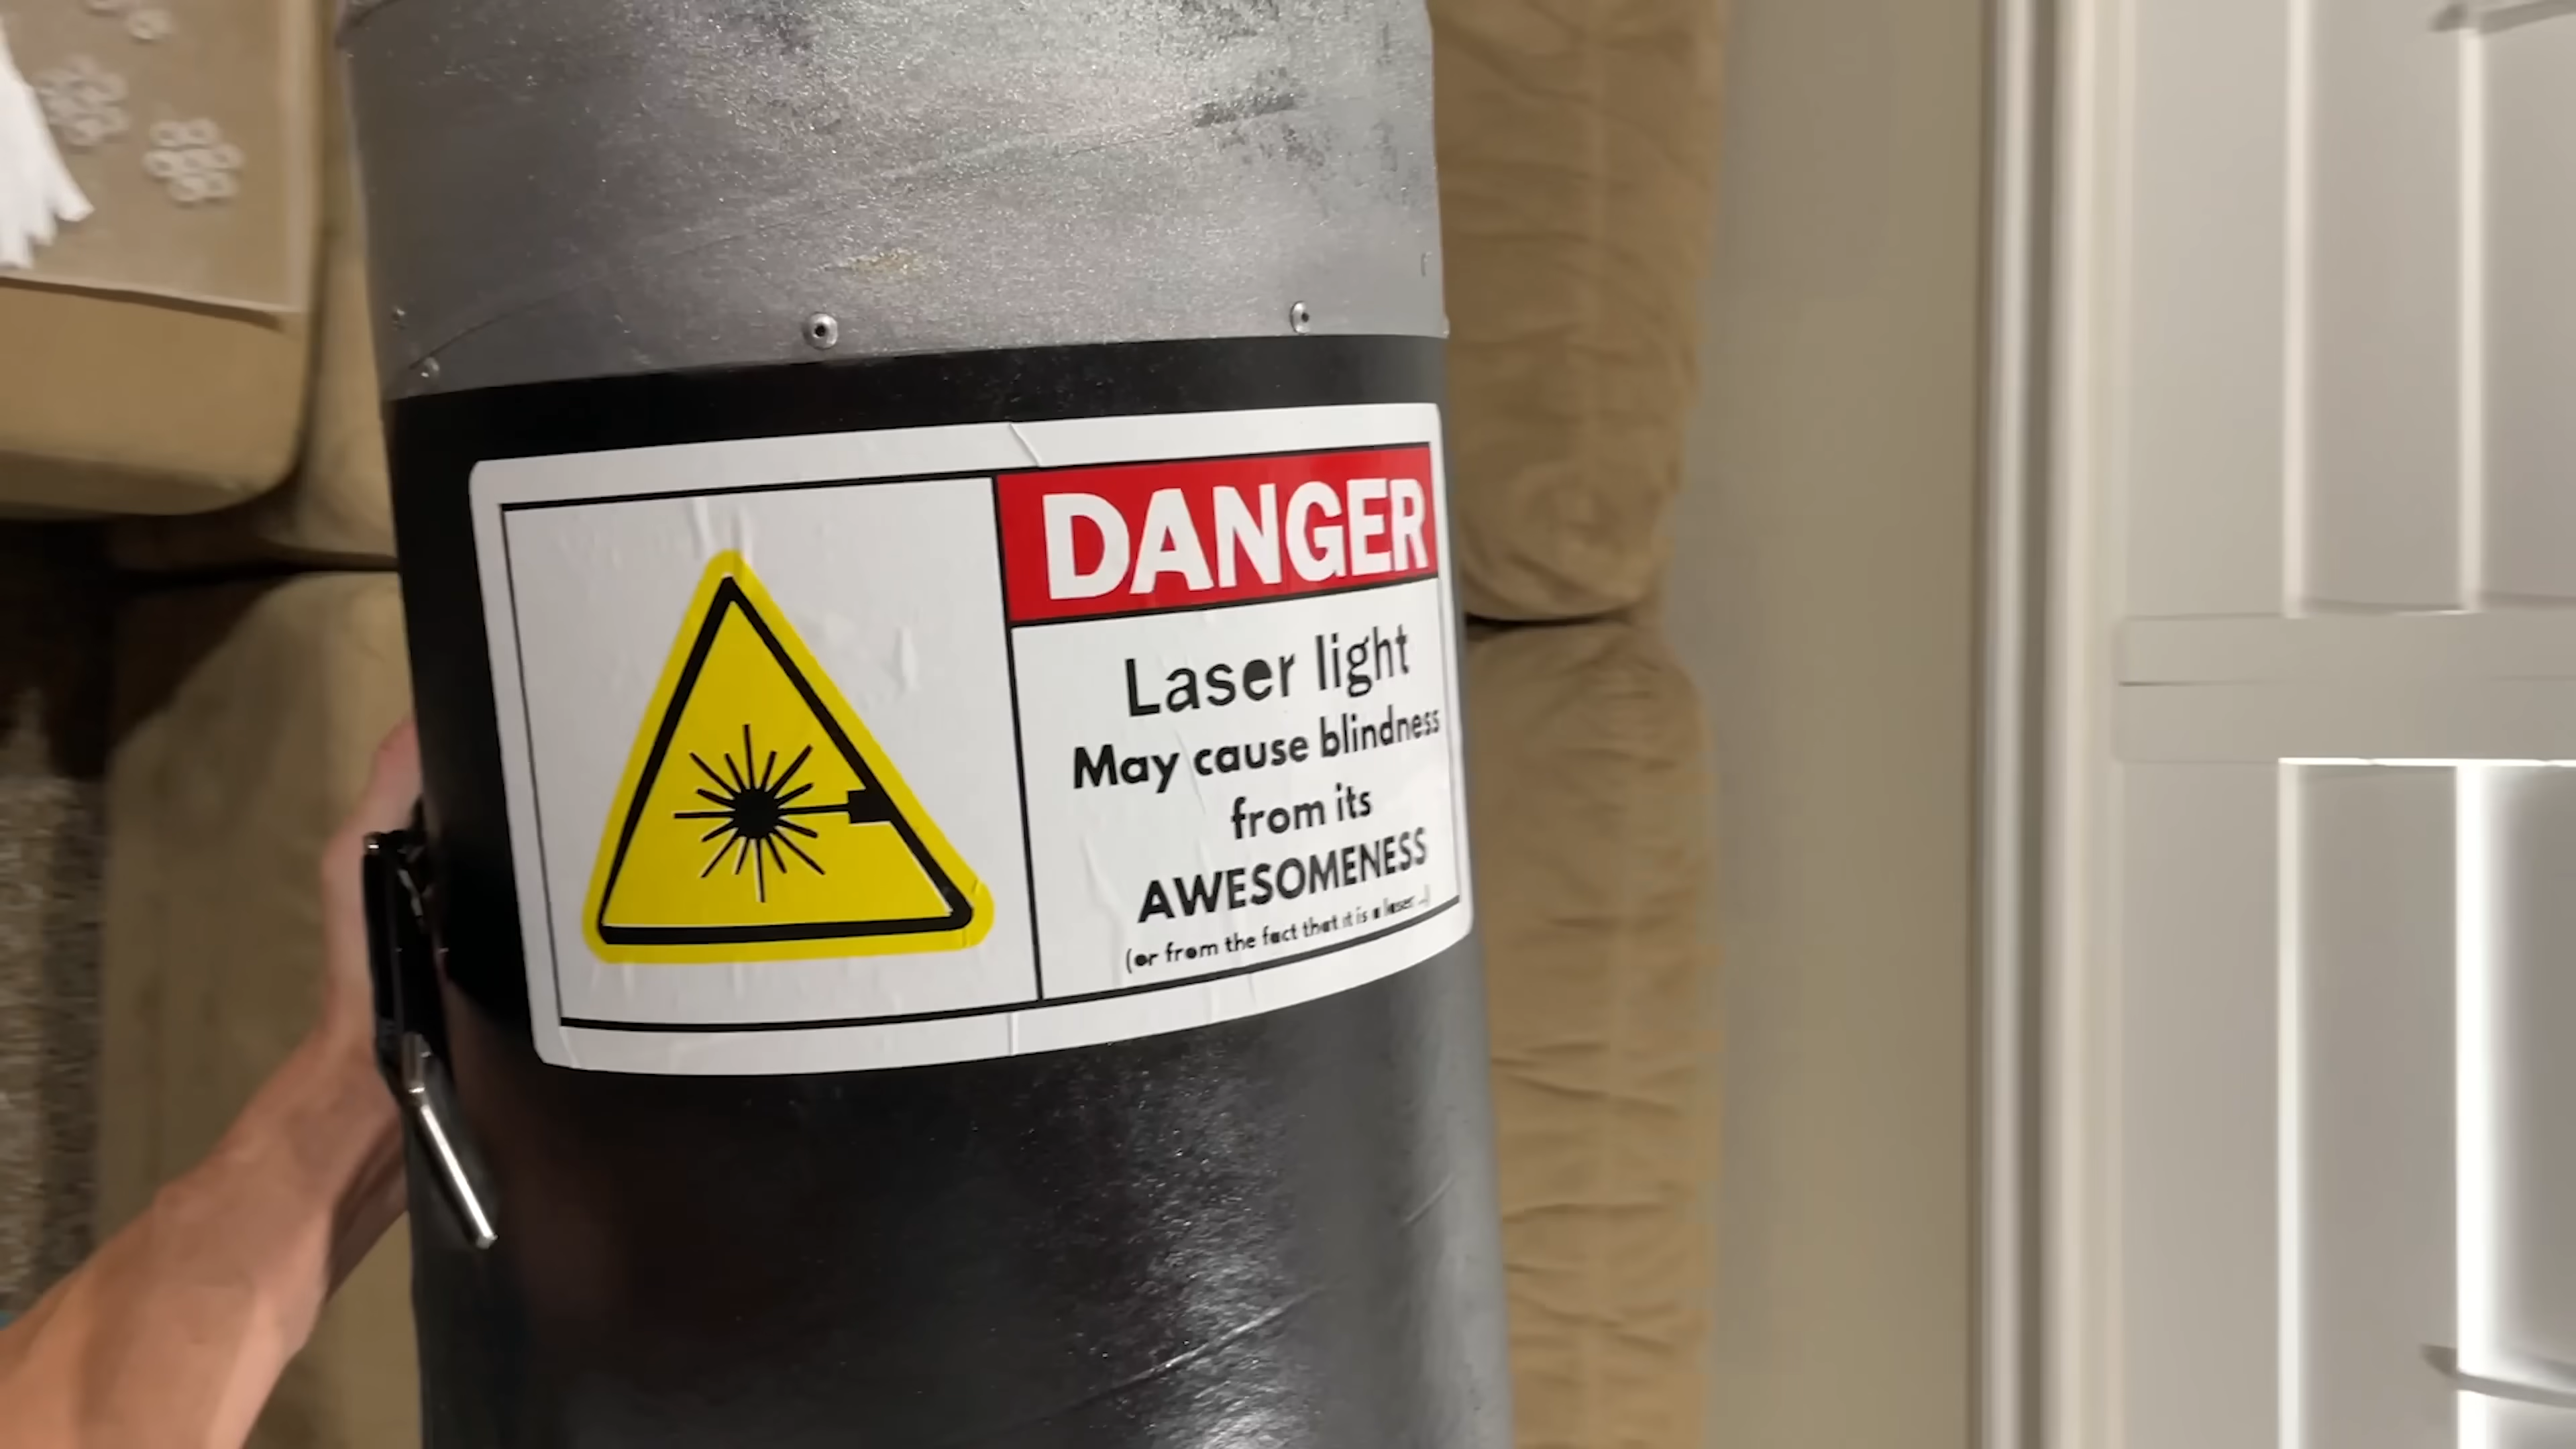 DANGER
Laser light
May cause blindness
from its
AWESOMENESS
(or from the fact that it is a laser...)